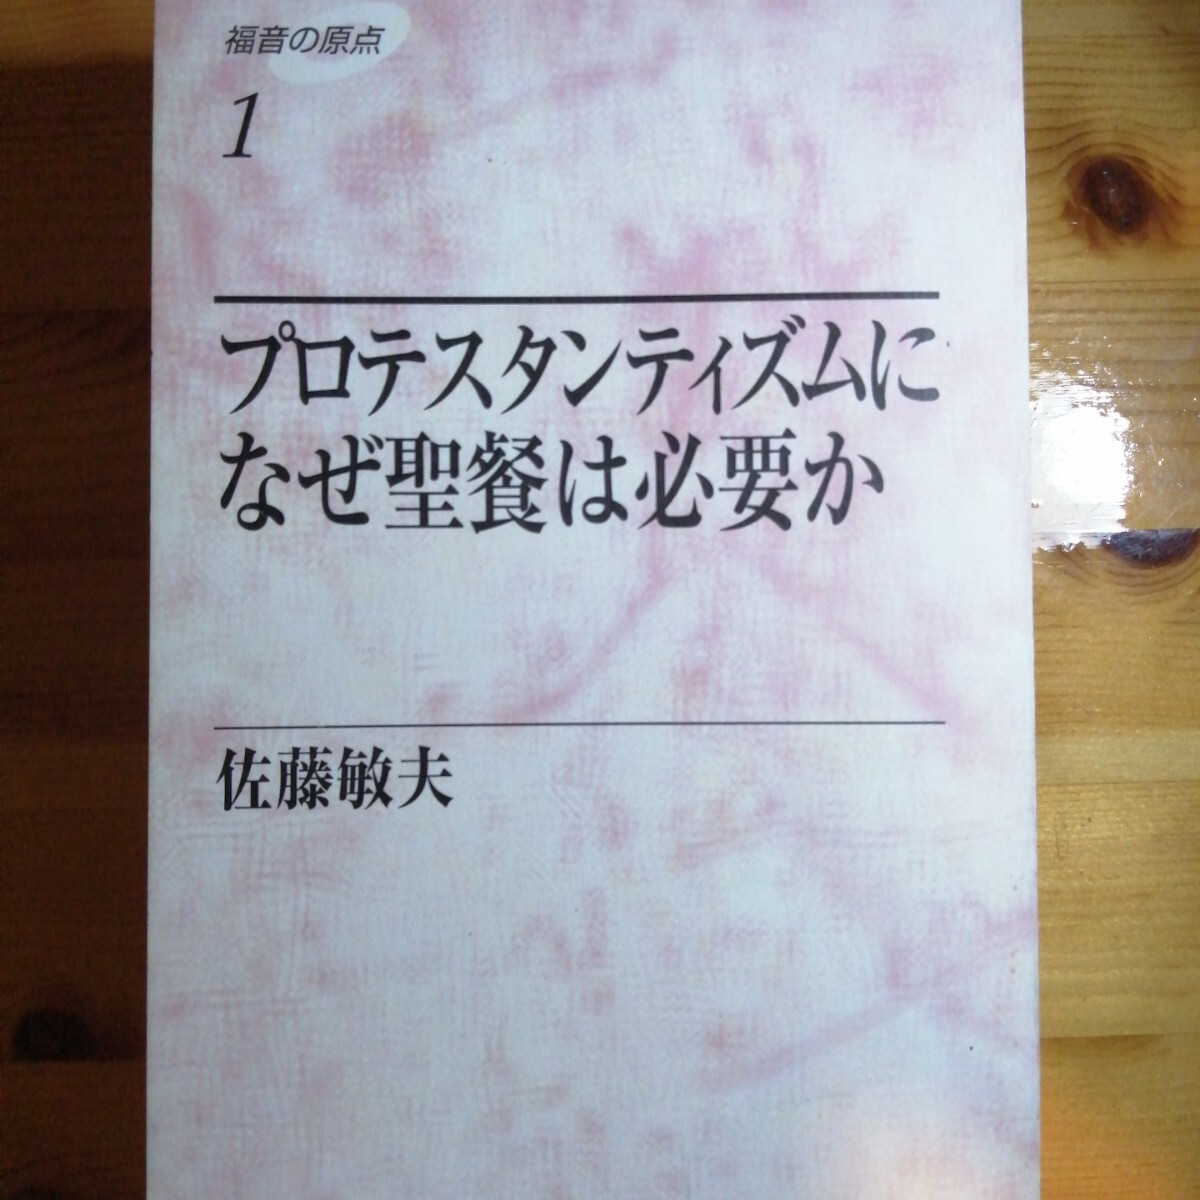 福音の原点
1
プロテスタンティズムに
なぜ聖餐は必要か
佐藤敏夫